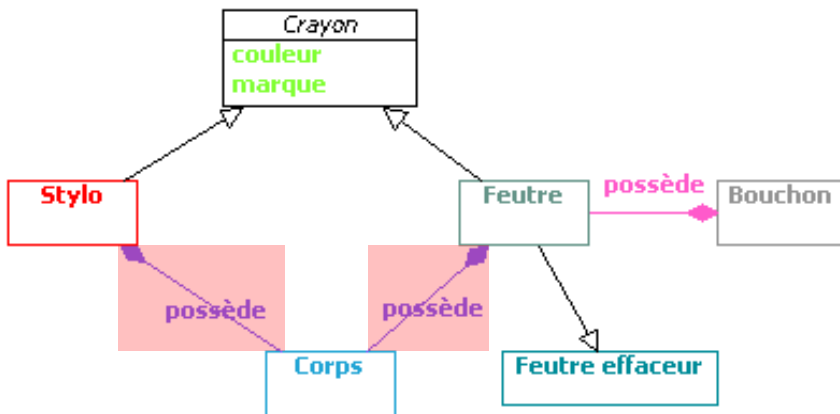 Crayon
couleur
marque
Stylo
Feutre
possède
Bouchon
possède
possède
Corps
Feutre effaceur